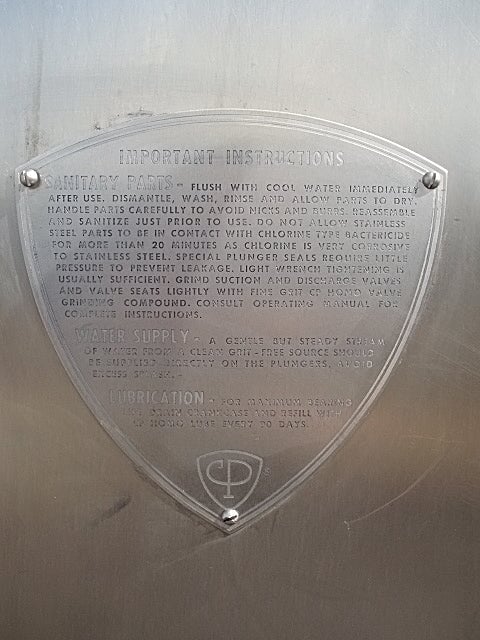 IMPORTANT INSTRUCTIONS
SANITARY PARTS - FLUSH WITH COOL WATER IMMEDIATELY
AFTER USE. DISMANTLE, WASH, RINSE AND ALLOW PARTS TO DRY.
HANDLE PARTS CAREFULLY TO AVOID NICKS AND BURRS. REASSEMBLE
AND SANITIZE JUST PRIOR TO USE. DO NOT ALLOW STAINLESS
STEEL PARTS TO BE IN CONTACT WITH CHLORINE TYPE BACTERICIDE
FOR MORE THAN 20 MINUTES AS CHLORINE IS VERY CORROSIVE
TO STAINLESS STEEL. SPECIAL PLUNGER SEALS REQUIRE LITTLE
PRESSURE TO PREVENT LEAKAGE. LIGHT WRENCH TIGHTENING IS
USUALLY SUFFICIENT. GRIND SUCTION AND DISCHARGE VALVES
AND VALVE SEATS LIGHTLY WITH FINE GRIT CP HOMO VALVE
GRINDING COMPOUND. CONSULT OPERATING MANUAL FOR
COMPLETE INSTRUCTIONS.
WATER SUPPLY - A GENTLE BUT STEADY STREAM
OF WATER FROM A CLEAN GRIT-FREE SOURCE SHOULD
BE SUPPLIED DIRECTLY ON THE PLUNGERS. AVOID
EXCESS SPLASH. -
LUBRICATION - FOR MAXIMUM BEARING
DRAIN CRANKCASE AND REFILL WITH
CP HOMO LUBE EVERY 90 DAYS.
CP